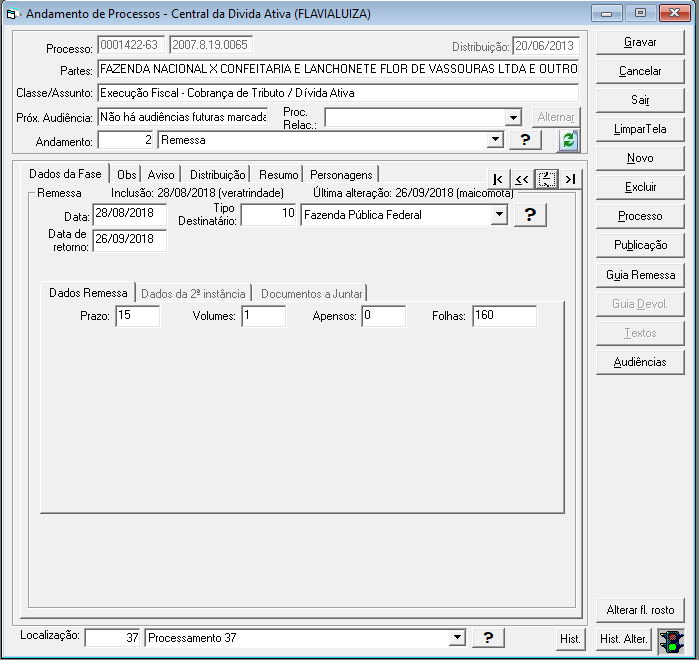 Andamento de Processos - Central da Divida Ativa (FLAVIALUIZA)
Processo: 0001422-63 2007.8.19.0065 Distribuição: 20/06/2013
Partes: FAZENDA NACIONAL X CONFEITARIA E LANCHONETE FLOR DE VASSOURAS LTDA E OUTRO
Classe/Assunto: Execução Fiscal - Cobrança de Tributo / Dívida Ativa
Próx. Audiência: Não há audiências futuras marcada Proc. Relac.: Alternar
Andamento: 2 Remessa ?
Dados da Fase Obs Aviso Distribuição Resumo Personagens
Remessa Inclusão: 28/08/2018 (veratrindade) Última alteração: 26/09/2018 (maicomota)
Data: 28/08/2018 Tipo Destinatário: 10 Fazenda Pública Federal ?
Data de retorno: 26/09/2018
Dados Remessa Dados da 2ª instância Documentos a Juntar
Prazo: 15 Volumes: 1 Apensos: 0 Folhas: 160
Gravar
Cancelar
Sair
LimparTela
Novo
Excluir
Processo
Publicação
Guia Remessa
Guia Devol.
Textos
Audiências
Alterar fl. rosto
Localização: 37 Processamento 37 ? Hist. Hist. Alter.